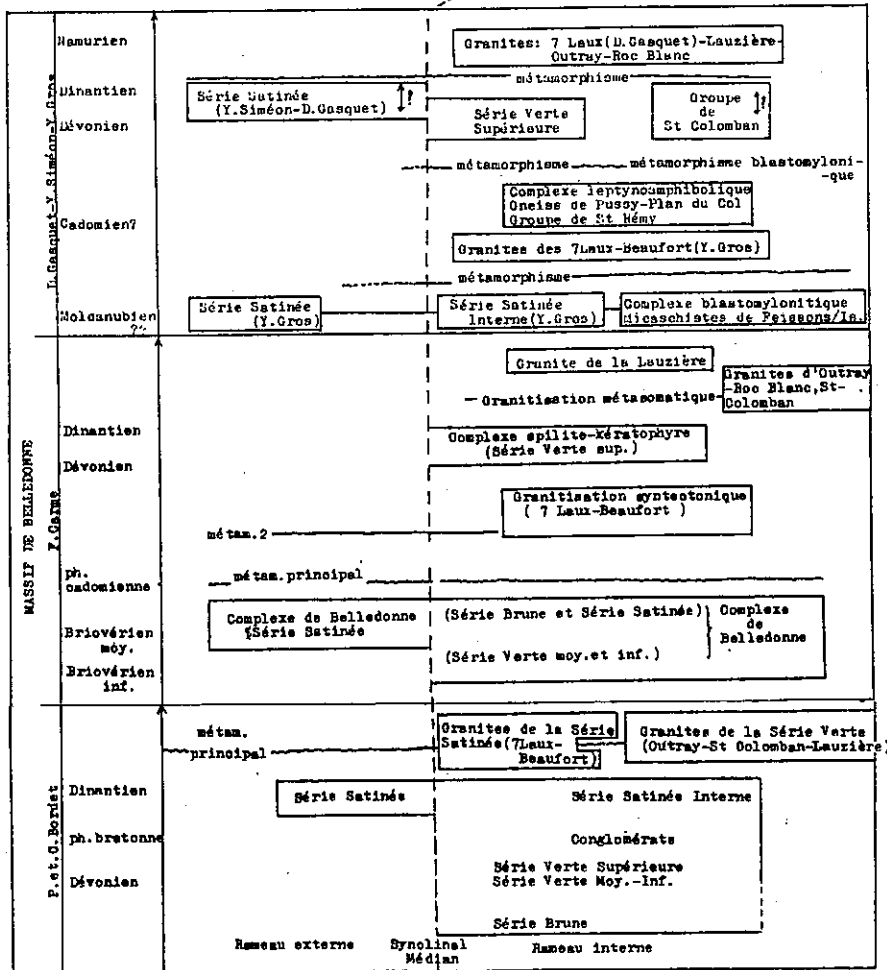 MASSIF DE BELLEDONNE
D.Gasquet-Y.Siméon-Y.Gros
Namurien
Granites: 7 Laux(D.Gasquet)-Lauzière-
Outray-Roc Blanc
métamorphisme
Dinantien
Série Satinée
(Y.Siméon-D.Gasquet)
?
Groupe
de
St Colomban
?
Dévonien
Série Verte
Supérieure
métamorphisme
métamorphisme blastomyloni-
-que
Complexe leptynoamphibolique
Gneiss de Pussy-Plan du Col
Groupe de St Rémy
Cadomien?
Granites des 7Laux-Beaufort(Y.Gros)
métamorphisme
Moldanubien
??
Série Satinée
(Y.Gros)
Série Satinée
Interne(Y.Gros)
Complexe blastomylonitique
Micaschistes de Feissons/Is.
Granite de la Lauzière
Granitisation métasomatique
Granites d'Outray
-Roc Blanc,St-
Colomban
Dinantien
Complexe spilite-kératophyre
(Série Verte sup.)
Dévonien
Granitisation syntectonique
( 7 Laux-Beaufort )
métam.2
ph.
cadomienne
métam.principal
Briovérien
moy.
Complexe de Belledonne
Série Satinée
(Série Brune et Série Satinée)
(Série Verte moy.et inf.)
Complexe
de
Belledonne
Briovérien
inf.
P.et.C.Bordet
métam.
principal
Granites de la Série
Satinée(7Laux-
Beaufort)
Granites de la Série Verte
(Outray-St Colomban-Lauzière)
Dinantien
Série Satinée
Série Satinée Interne
ph.bretonne
Conglomérats
Série Verte Supérieure
Dévonien
Série Verte Moy.-Inf.
Série Brune
Rameau externe
Synclinal
Médian
Rameau interne